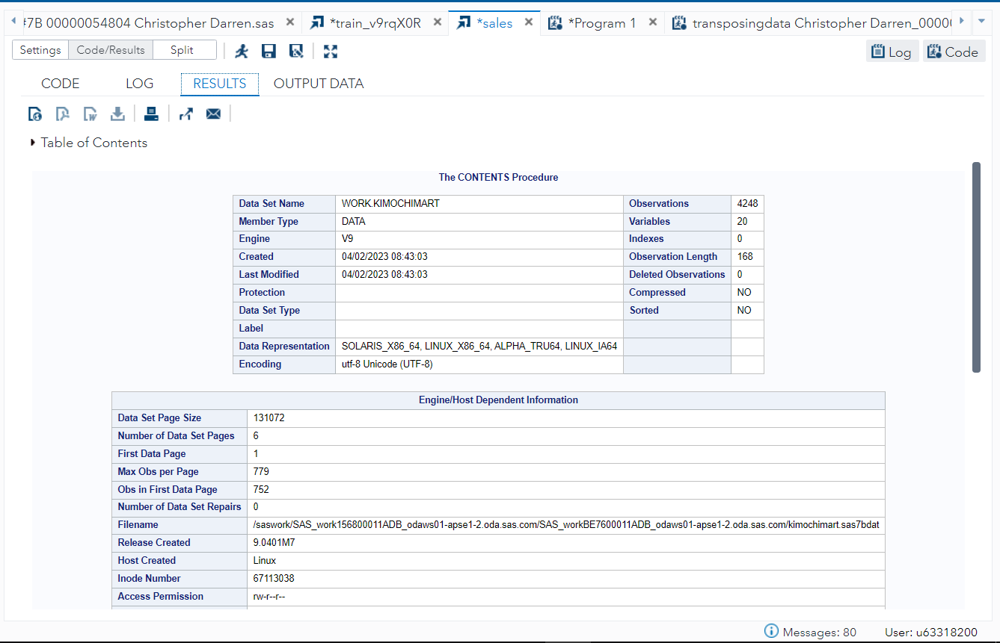 F7B 00000054804 Christopher Darren.sas *train_v9rqX0R *sales *Program 1 transposingdata Christopher Darren_0000
Settings Code/Results Split Log Code
CODE LOG RESULTS OUTPUT DATA
Table of Contents
The CONTENTS Procedure
Data Set Name WORK.KIMOCHIMART Observations 4248
Member Type DATA Variables 20
Engine V9 Indexes 0
Created 04/02/2023 08:43:03 Observation Length 168
Last Modified 04/02/2023 08:43:03 Deleted Observations 0
Protection Compressed NO
Data Set Type Sorted NO
Label
Data Representation SOLARIS_X86_64, LINUX_X86_64, ALPHA_TRU64, LINUX_IA64
Encoding utf-8 Unicode (UTF-8)
Engine/Host Dependent Information
Data Set Page Size 131072
Number of Data Set Pages 6
First Data Page 1
Max Obs per Page 779
Obs in First Data Page 752
Number of Data Set Repairs 0
Filename /saswork/SAS_work156800011ADB_odaws01-apse1-2.oda.sas.com/SAS_workBE7600011ADB_odaws01-apse1-2.oda.sas.com/kimochimart.sas7bdat
Release Created 9.0401M7
Host Created Linux
Inode Number 67113038
Access Permission rw-r--r--
Messages: 80 User: u63318200